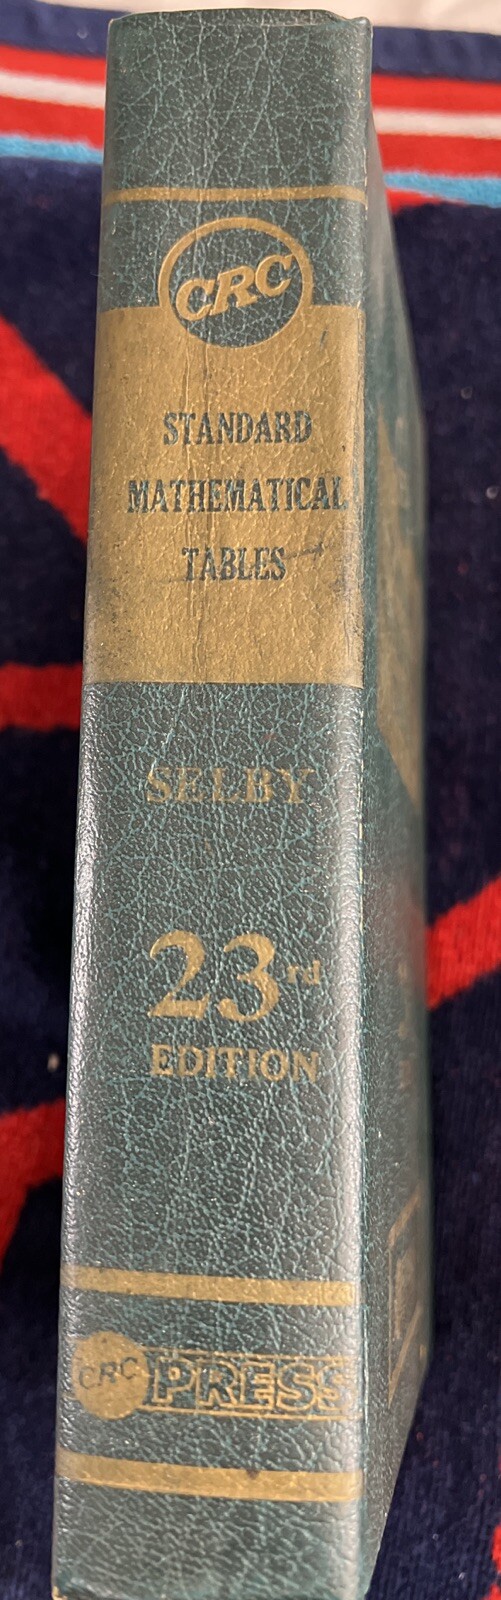 CRC
STANDARD
MATHEMATICAL
TABLES
SELBY
23rd
EDITION
CRC PRESS